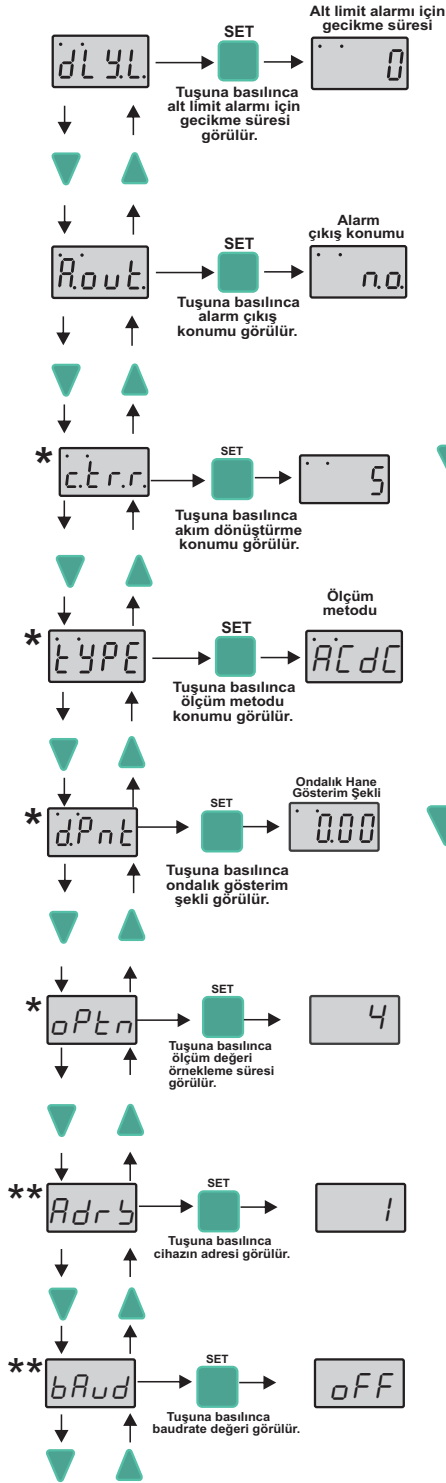 Alt limit alarmı için
gecikme süresi
SET
dLY.L.
0
Tuşuna basılınca
alt limit alarmı için
gecikme süresi
görülür.
Alarm
çıkış konumu
SET
A.out.
n.o.
Tuşuna basılınca
alarm çıkış
konumu görülür.
SET
* c.tr.r.
5
Tuşuna basılınca
akım dönüştürme
konumu görülür.
Ölçüm
metodu
SET
* tYPE
ACdC
Tuşuna basılınca
ölçüm metodu
konumu görülür.
Ondalık Hane
Gösterim Şekli
SET
* d.Pnt
0.00
Tuşuna basılınca
ondalık gösterim
şekli görülür.
SET
* oPtn
4
Tuşuna basılınca
ölçüm değeri
örnekleme süresi
görülür.
SET
** AdrS
1
Tuşuna basılınca
cihazın adresi görülür.
SET
** bAud
oFF
Tuşuna basılınca
baudrate değeri görülür.